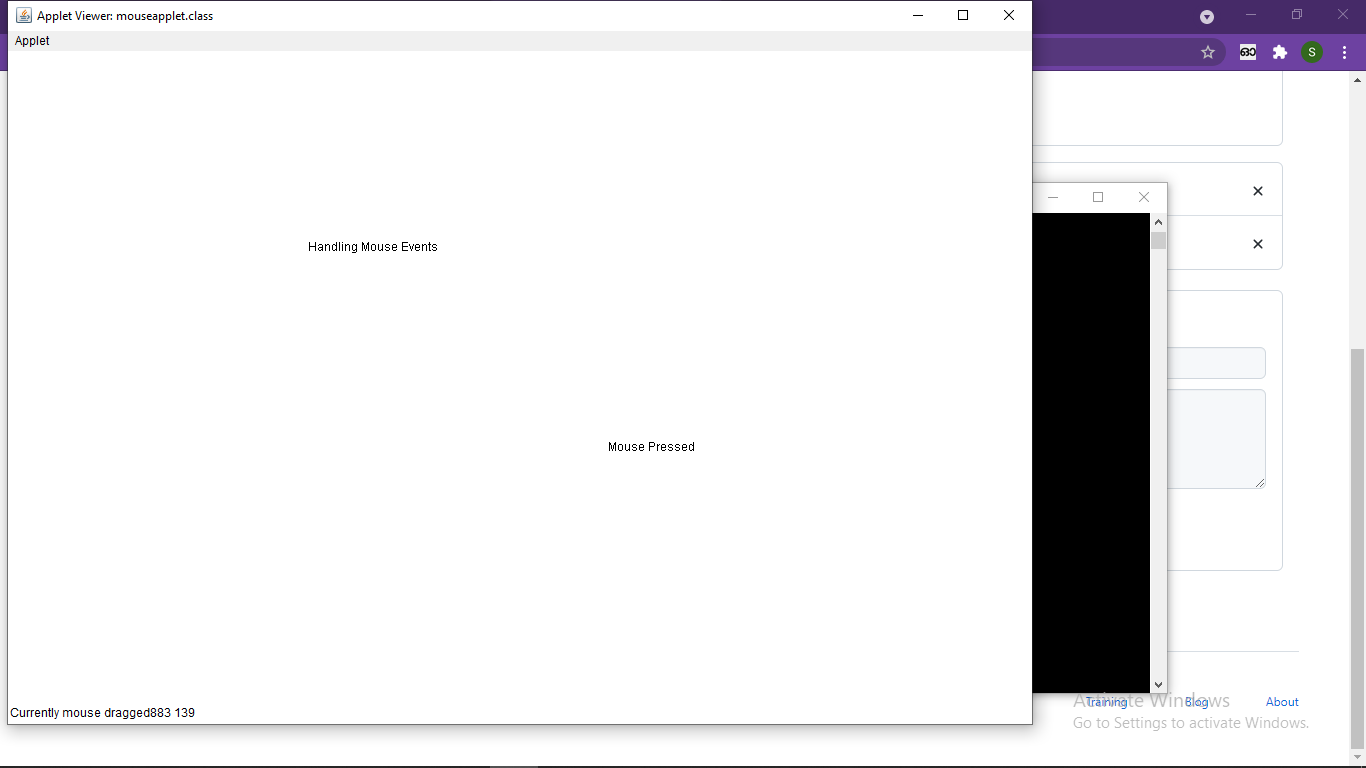 Applet Viewer: mouseapplet.class
Applet
S
Handling Mouse Events
Mouse Pressed
Currently mouse dragged883 139
Training Blog About
Activate Windows
Go to Settings to activate Windows.